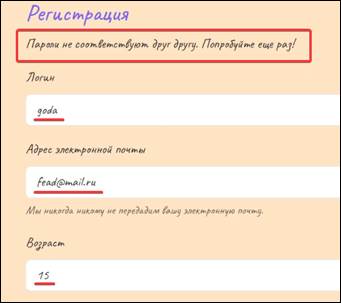 Регистрация
Пароли не соответствуют друг другу. Попробуйте еще раз!
Логин
goda
Адрес электронной почты
fead@mail.ru
Мы никогда никому не передадим вашу электронную почту.
Возраст
15